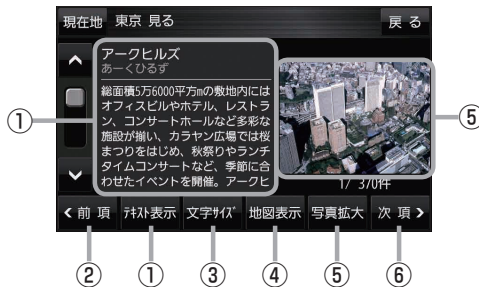 現在地 東京 見る 戻 る
アークヒルズ
あーくひるず
総面積5万6000平方mの敷地内には
オフィスビルやホテル、レストラ
ン、コンサートホールなど多彩な
施設が揃い、カラヤン広場では桜
まつりをはじめ、秋祭りやランチ
タイムコンサートなど、季節に合
わせたイベントを開催。アークヒ
1/ 370件
① ⑤
前 項 テキスト表示 文字サイズ 地図表示 写真拡大 次 項
② ① ③ ④ ⑤ ⑥